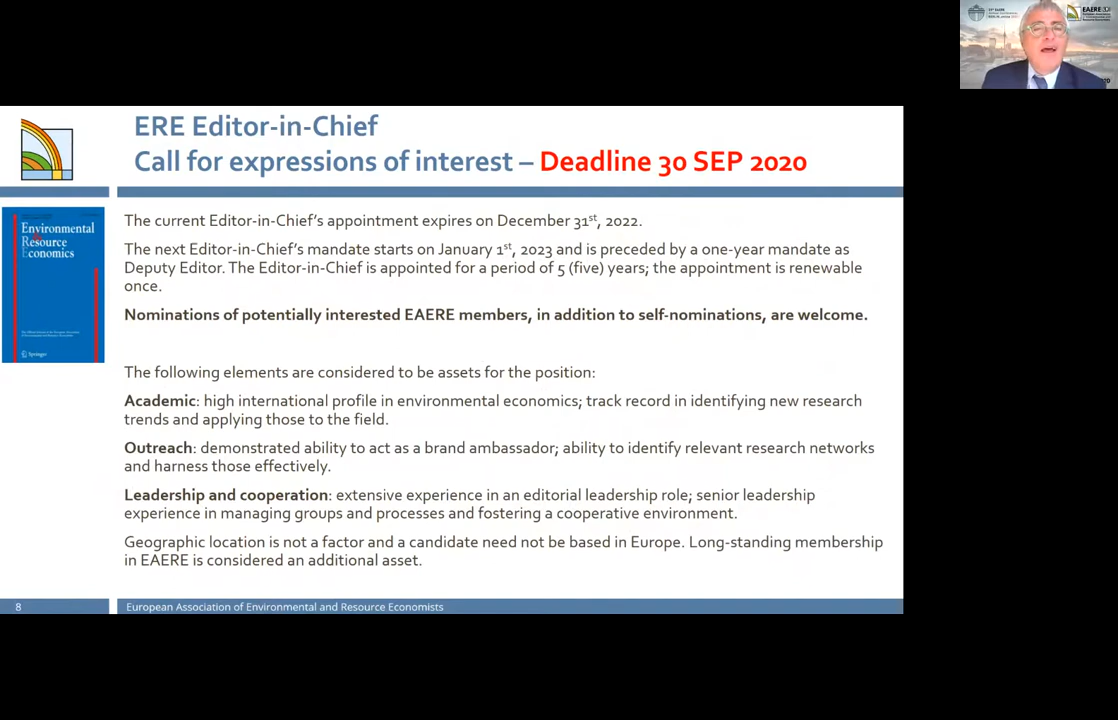 ERE Editor-in-Chief
Call for expressions of interest – Deadline 30 SEP 2020
The current Editor-in-Chief's appointment expires on December 31st, 2022.
The next Editor-in-Chief's mandate starts on January 1st, 2023 and is preceded by a one-year mandate as
Deputy Editor. The Editor-in-Chief is appointed for a period of 5 (five) years; the appointment is renewable
once.
Nominations of potentially interested EAERE members, in addition to self-nominations, are welcome.
The following elements are considered to be assets for the position:
Academic: high international profile in environmental economics; track record in identifying new research
trends and applying those to the field.
Outreach: demonstrated ability to act as a brand ambassador; ability to identify relevant research networks
and harness those effectively.
Leadership and cooperation: extensive experience in an editorial leadership role; senior leadership
experience in managing groups and processes and fostering a cooperative environment.
Geographic location is not a factor and a candidate need not be based in Europe. Long-standing membership
in EAERE is considered an additional asset.
8
European Association of Environmental and Resource Economists
Environmental
Resource
Economics
Springer
EAERE